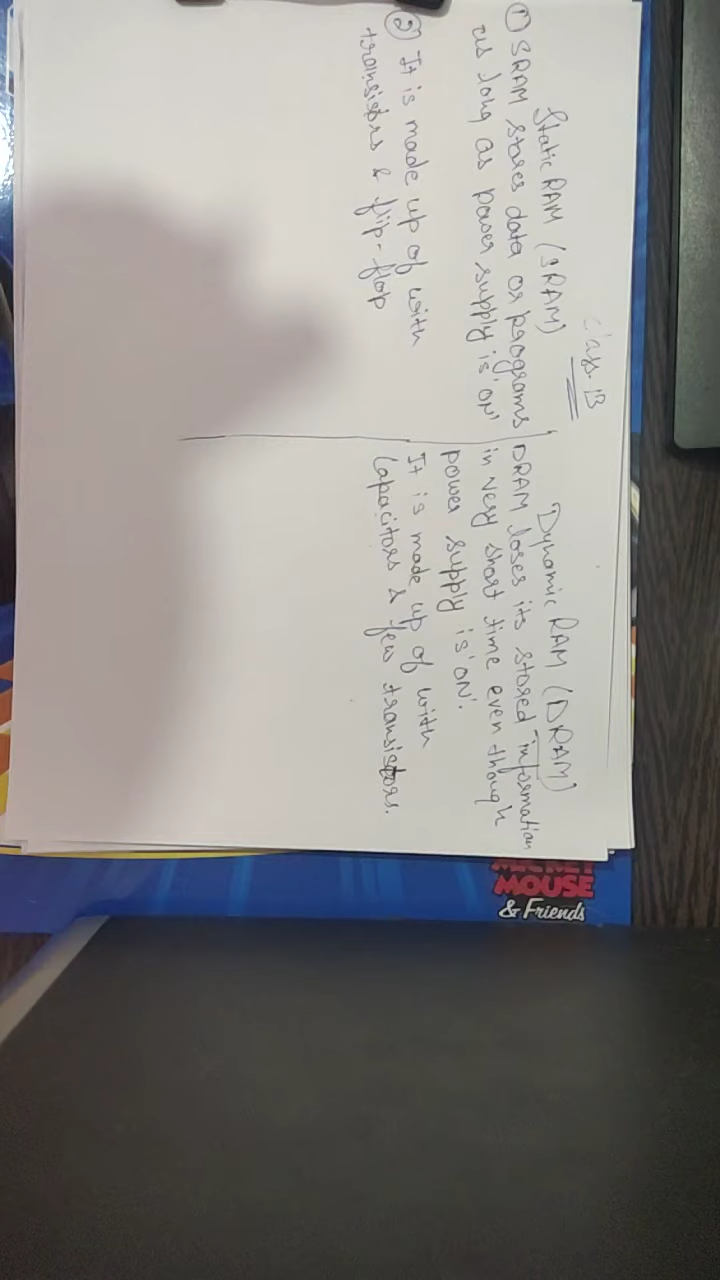 Class 13
Static RAM (SRAM)
① SRAM stores data or programs
as long as power supply is 'ON'
② It is made up of with
transistors & flip-flop
Dynamic RAM (DRAM)
DRAM loses its stored information
in very short time even though
power supply is 'ON'.
It is made up of with
Capacitors & few transistors.
MICKEY
MOUSE
& Friends